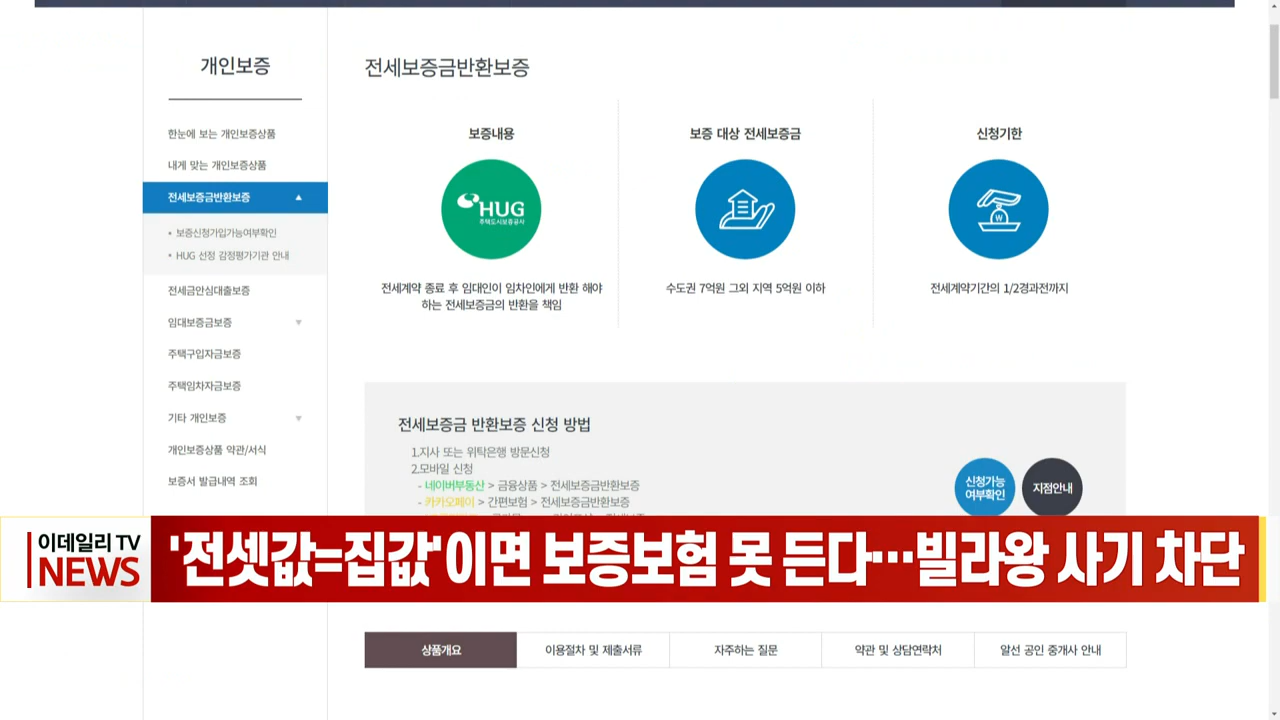 개인보증
한눈에 보는 개인보증상품
내게 맞는 개인보증상품
전세보증금반환보증 ▲
• 보증신청가입가능여부확인
• HUG 선정 감정평가기관 안내
전세금안심대출보증
임대보증금보증 ▼
주택구입자금보증
주택임차자금보증
기타 개인보증 ▼
개인보증상품 약관/서식
보증서 발급내역 조회
전세보증금반환보증
보증내용
HUG
주택도시보증공사
전세계약 종료 후 임대인이 임차인에게 반환 해야
하는 전세보증금의 반환을 책임
보증 대상 전세보증금
수도권 7억원 그외 지역 5억원 이하
신청기한
W
전세계약기간의 1/2경과전까지
전세보증금 반환보증 신청 방법
1.지사 또는 위탁은행 방문신청
2.모바일 신청
- 네이버부동산 > 금융상품 > 전세보증금반환보증
- 카카오페이 > 간편보험 > 전세보증금반환보증
신청가능
여부확인
지점안내
이데일리 TV
NEWS
'전셋값=집값'이면 보증보험 못 든다…빌라왕 사기 차단
상품개요
이용절차 및 제출서류
자주하는 질문
약관 및 상담연락처
알선 공인 중개사 안내